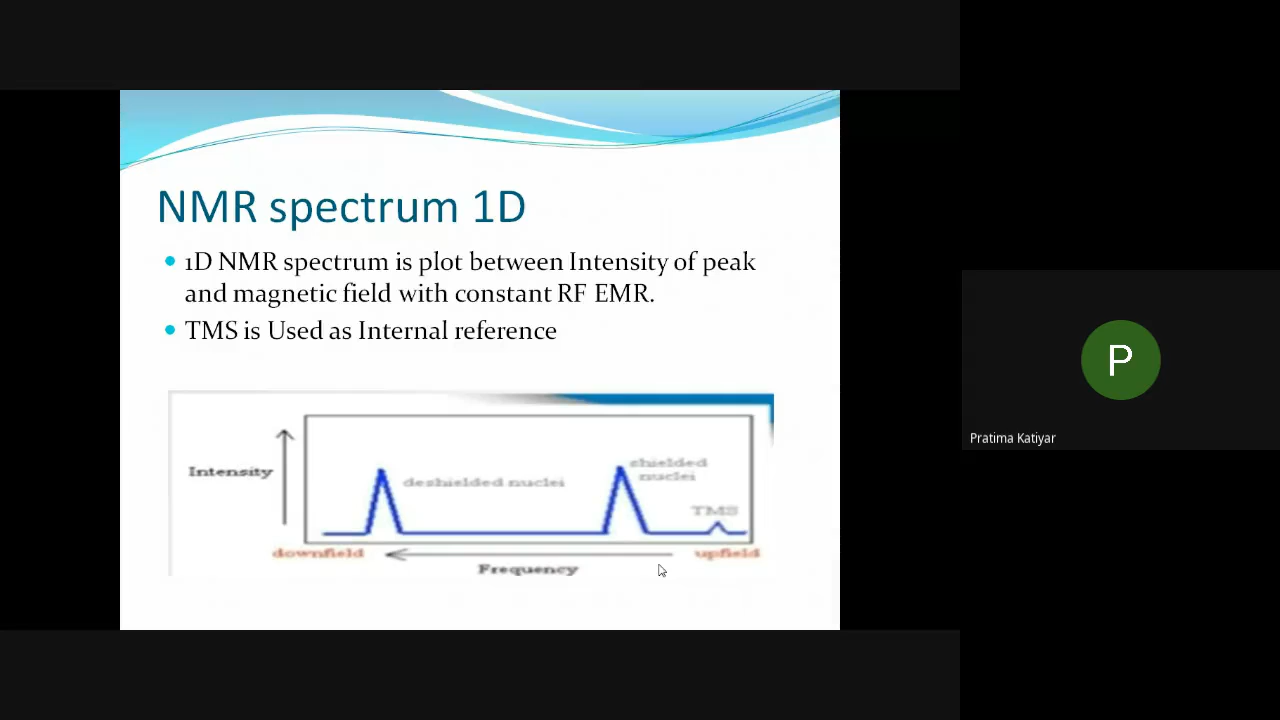 NMR spectrum 1D
1D NMR spectrum is plot between Intensity of peak
and magnetic field with constant RF EMR.
TMS is Used as Internal reference
Intensity
deshielded nuclei
shielded
nuclei
TMS
downfield
upfield
Frequency
P
Pratima Katiyar